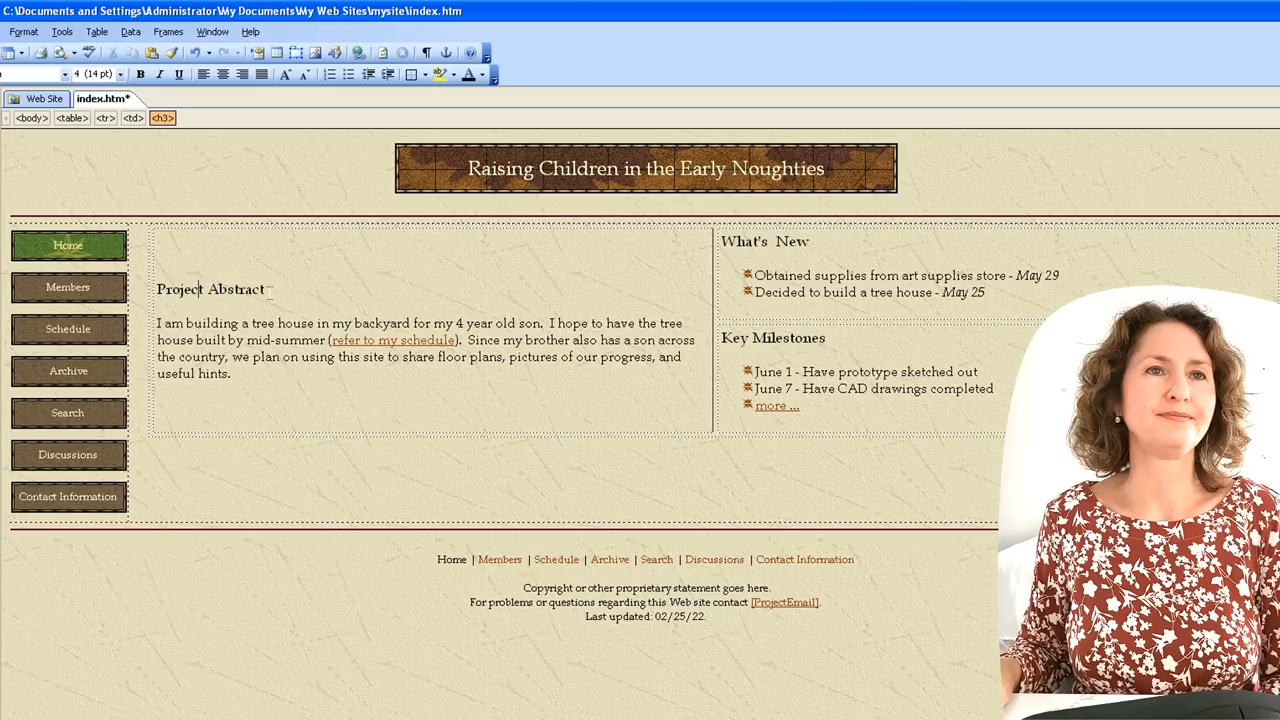 C:\Documents and Settings\Administrator\My Documents\My Web Sites\mysite\index.htm
Format Tools Table Data Frames Window Help
4 (14 pt) B I U A A A
Web Site index.htm*
<body> <table> <tr> <td> <h3>
Raising Children in the Early Noughties
Home
Members
Schedule
Archive
Search
Discussions
Contact Information
Project Abstract
I am building a tree house in my backyard for my 4 year old son. I hope to have the tree
house built by mid-summer (refer to my schedule). Since my brother also has a son across
the country, we plan on using this site to share floor plans, pictures of our progress, and
useful hints.
What's New
Obtained supplies from art supplies store - May 29
Decided to build a tree house - May 25
Key Milestones
June 1 - Have prototype sketched out
June 7 - Have CAD drawings completed
more ...
Home | Members | Schedule | Archive | Search | Discussions | Contact Information
Copyright or other proprietary statement goes here.
For problems or questions regarding this Web site contact [ProjectEmail].
Last updated: 02/25/22.